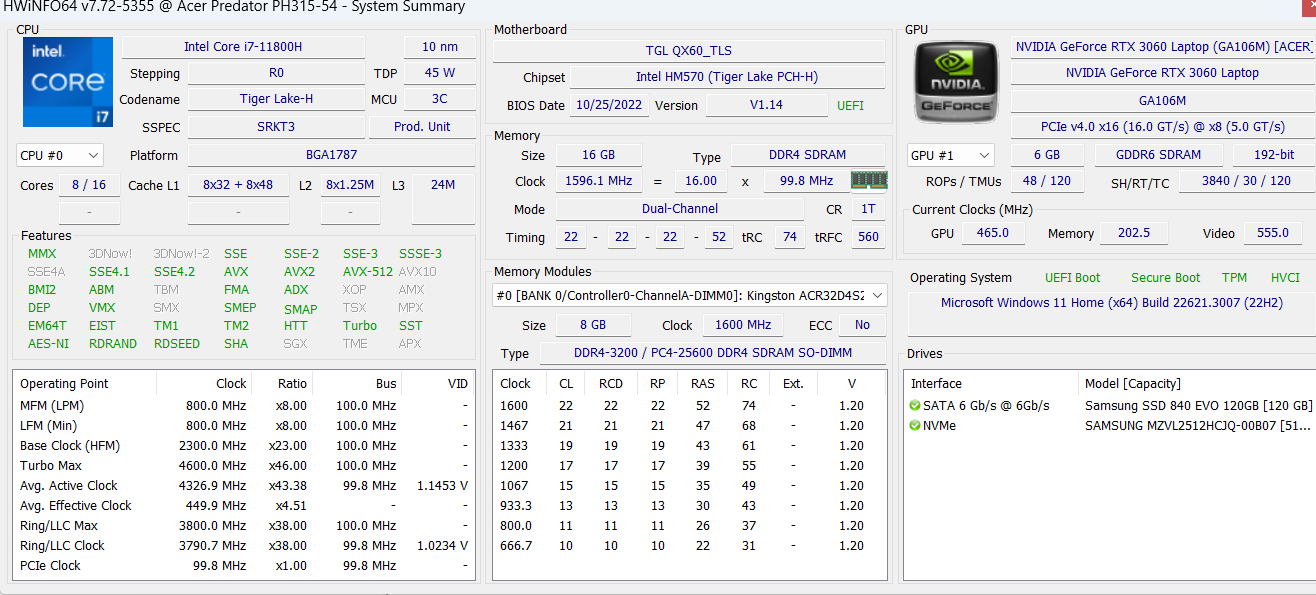 HWiNFO64 v7.72-5355 @ Acer Predator PH315-54 - System Summary
CPU
intel
CORE
i7
Intel Core i7-11800H 10 nm
Stepping R0 TDP 45 W
Codename Tiger Lake-H MCU 3C
SSPEC SRKT3 Prod. Unit
CPU #0 Platform BGA1787
Cores 8 / 16 Cache L1 8x32 + 8x48 L2 8x1.25M L3 24M
- - -
Features
MMX 3DNow! 3DNow!-2 SSE SSE-2 SSE-3 SSSE-3
SSE4A SSE4.1 SSE4.2 AVX AVX2 AVX-512 AVX10
BMI2 ABM TBM FMA ADX XOP AMX
DEP VMX SMX SMEP SMAP TSX MPX
EM64T EIST TM1 TM2 HTT Turbo SST
AES-NI RDRAND RDSEED SHA SGX TME APX
Operating Point Clock Ratio Bus VID
MFM (LPM) 800.0 MHz x8.00 100.0 MHz -
LFM (Min) 800.0 MHz x8.00 100.0 MHz -
Base Clock (HFM) 2300.0 MHz x23.00 100.0 MHz -
Turbo Max 4600.0 MHz x46.00 100.0 MHz -
Avg. Active Clock 4326.9 MHz x43.38 99.8 MHz 1.1453 V
Avg. Effective Clock 449.9 MHz x4.51 - -
Ring/LLC Max 3800.0 MHz x38.00 100.0 MHz -
Ring/LLC Clock 3790.7 MHz x38.00 99.8 MHz 1.0234 V
PCIe Clock 99.8 MHz x1.00 99.8 MHz -
Motherboard
TGL QX60_TLS
Chipset Intel HM570 (Tiger Lake PCH-H)
BIOS Date 10/25/2022 Version V1.14 UEFI
Memory
Size 16 GB Type DDR4 SDRAM
Clock 1596.1 MHz = 16.00 x 99.8 MHz
Mode Dual-Channel CR 1T
Timing 22 - 22 - 22 - 52 tRC 74 tRFC 560
Memory Modules
#0 [BANK 0/Controller0-ChannelA-DIMM0]: Kingston ACR32D4S2
Size 8 GB Clock 1600 MHz ECC No
Type DDR4-3200 / PC4-25600 DDR4 SDRAM SO-DIMM
Clock CL RCD RP RAS RC Ext. V
1600 22 22 22 52 74 - 1.20
1467 21 21 21 47 68 - 1.20
1333 19 19 19 43 61 - 1.20
1200 17 17 17 39 55 - 1.20
1067 15 15 15 35 49 - 1.20
933.3 13 13 13 30 43 - 1.20
800.0 11 11 11 26 37 - 1.20
666.7 10 10 10 22 31 - 1.20
GPU
NVIDIA
GEFORCE
NVIDIA GeForce RTX 3060 Laptop (GA106M) [ACER]
NVIDIA GeForce RTX 3060 Laptop
GA106M
PCIe v4.0 x16 (16.0 GT/s) @ x8 (5.0 GT/s)
GPU #1 6 GB GDDR6 SDRAM 192-bit
ROPs / TMUs 48 / 120 SH/RT/TC 3840 / 30 / 120
Current Clocks (MHz)
GPU 465.0 Memory 202.5 Video 555.0
Operating System UEFI Boot Secure Boot TPM HVCI
Microsoft Windows 11 Home (x64) Build 22621.3007 (22H2)
Drives
Interface Model [Capacity]
SATA 6 Gb/s @ 6Gb/s Samsung SSD 840 EVO 120GB [120 GB]
NVMe SAMSUNG MZVL2512HCJQ-00B07 [51...